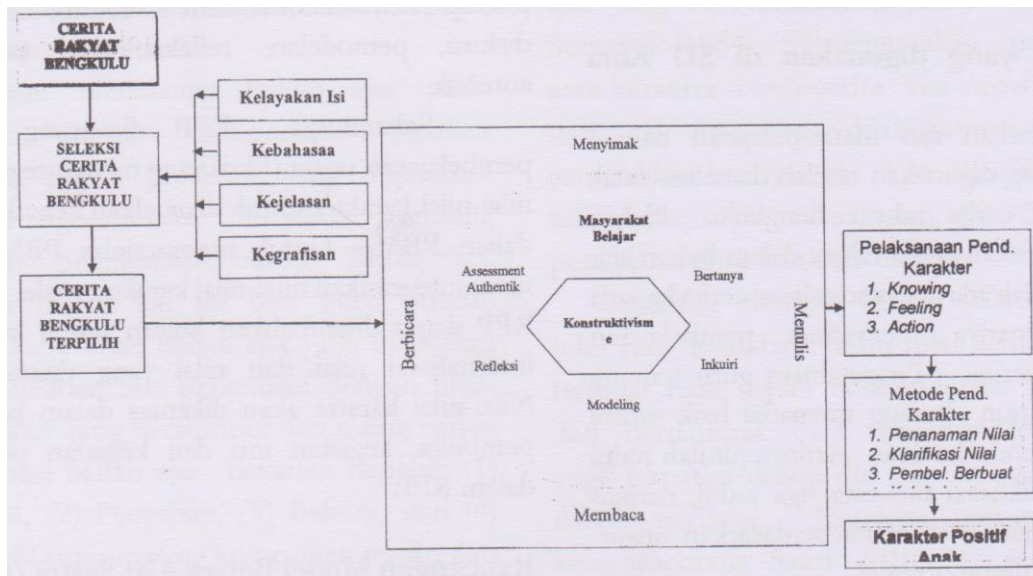 CERITA
RAKYAT
BENGKULU
SELEKSI
CERITA
RAKYAT
BENGKULU
CERITA
RAKYAT
BENGKULU
TERPILIH
Kelayakan Isi
Kebahasaa
Kejelasan
Kegrafisan
Menyimak
Masyarakat
Belajar
Assessment
Authentik
Bertanya
Berbicara
Konstruktivism
e
Menulis
Refleksi
Inkuiri
Modeling
Membaca
Pelaksanaan Pend.
Karakter
1. Knowing
2. Feeling
3. Action
Metode Pend.
Karakter
1. Penanaman Nilai
2. Klarifikasi Nilai
3. Pembel. Berbuat
Karakter Positif
Anak